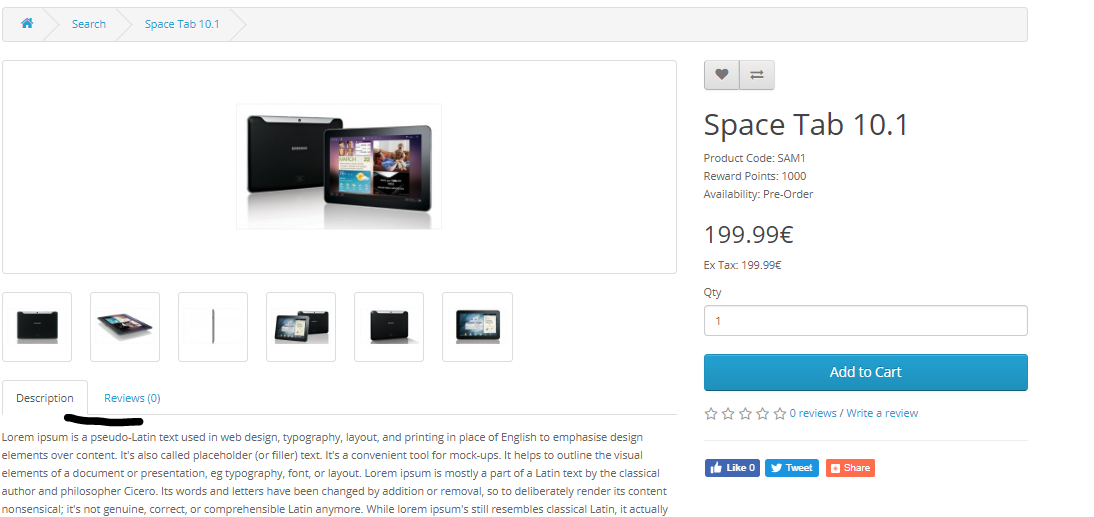 Search
Space Tab 10.1
SAMSUNG
Space Tab 10.1
Product Code: SAM1
Reward Points: 1000
Availability: Pre-Order
199.99€
Ex Tax: 199.99€
Qty
1
Add to Cart
0 reviews / Write a review
Like 0
Tweet
Share
Description
Reviews (0)
Lorem ipsum is a pseudo-Latin text used in web design, typography, layout, and printing in place of English to emphasise design
elements over content. It's also called placeholder (or filler) text. It's a convenient tool for mock-ups. It helps to outline the visual
elements of a document or presentation, eg typography, font, or layout. Lorem ipsum is mostly a part of a Latin text by the classical
author and philosopher Cicero. Its words and letters have been changed by addition or removal, so to deliberately render its content
nonsensical; it's not genuine, correct, or comprehensible Latin anymore. While lorem ipsum's still resembles classical Latin, it actually